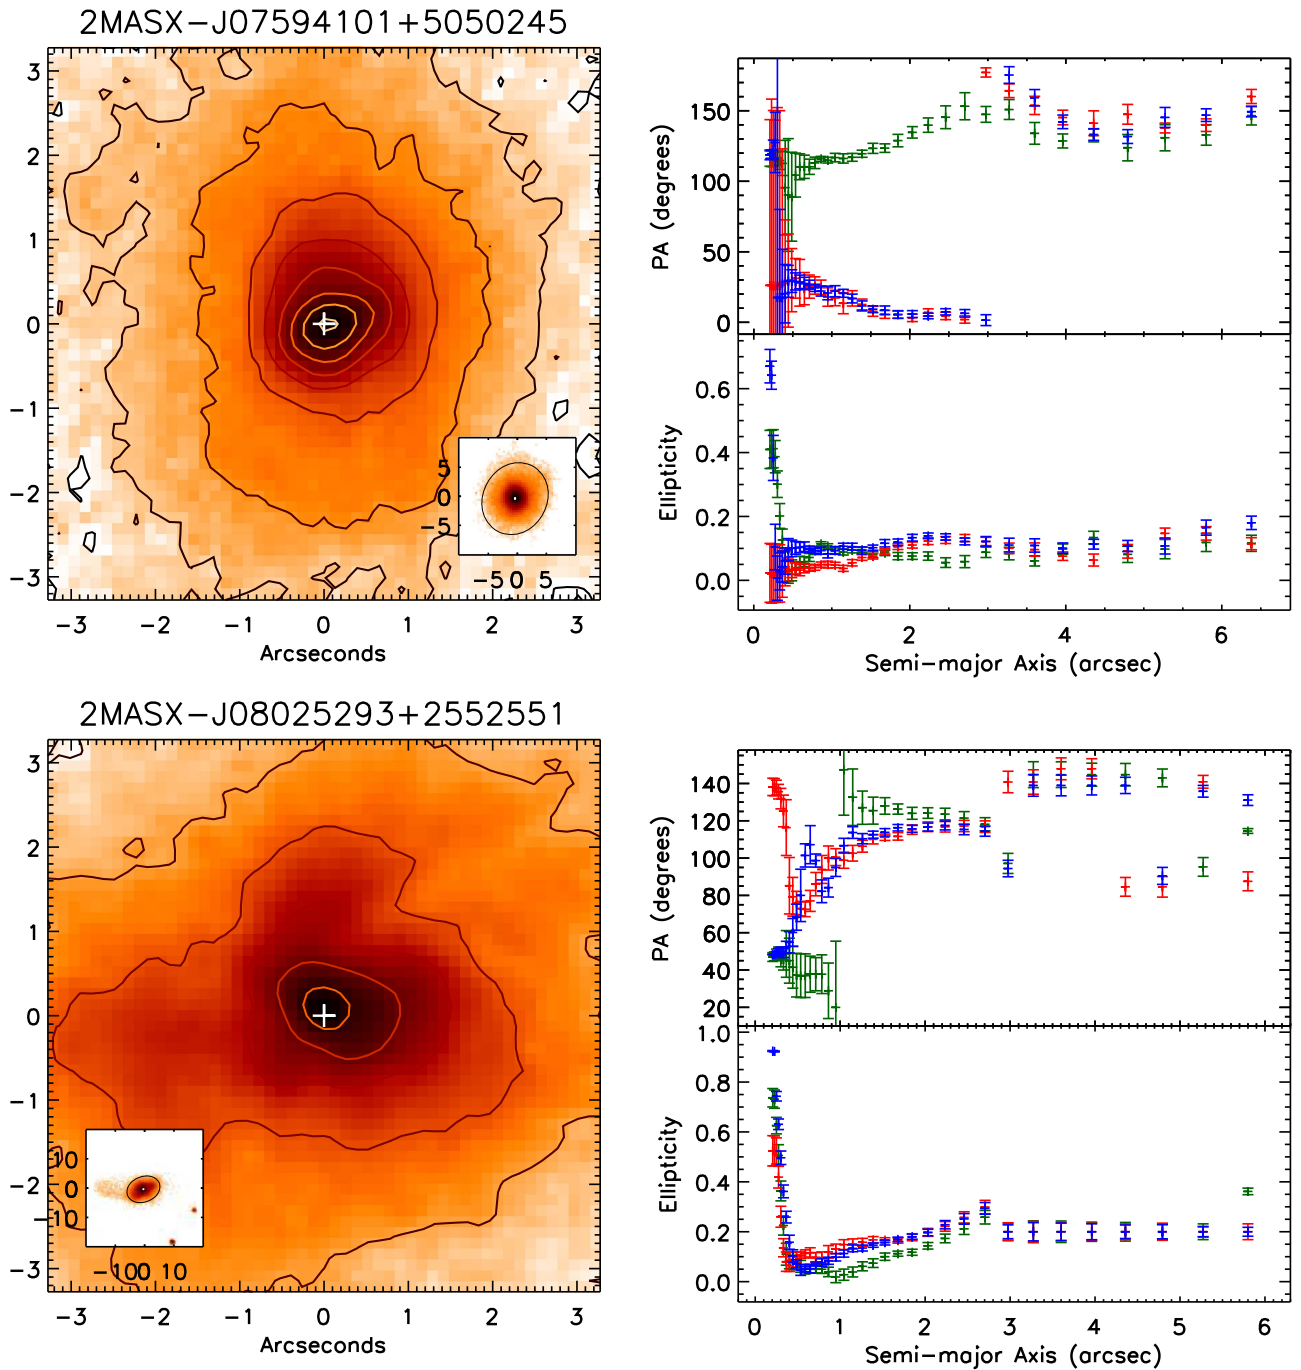 2MASX-J07594101+5050245
3
2
1
0
-1
-2
-3
-3 -2 -1 0 1 2 3
Arcseconds
5
0
-5
-5 0 5
150
100
50
0
PA (degrees)
0.6
0.4
0.2
0.0
Ellipticity
0 2 4 6
Semi-major Axis (arcsec)
2MASX-J08025293+2552551
3
2
1
0
-1
-2
-3
-3 -2 -1 0 1 2 3
Arcseconds
10
0
-10
-10 0 10
140
120
100
80
60
40
20
PA (degrees)
1.0
0.8
0.6
0.4
0.2
0.0
Ellipticity
0 1 2 3 4 5 6
Semi-major Axis (arcsec)